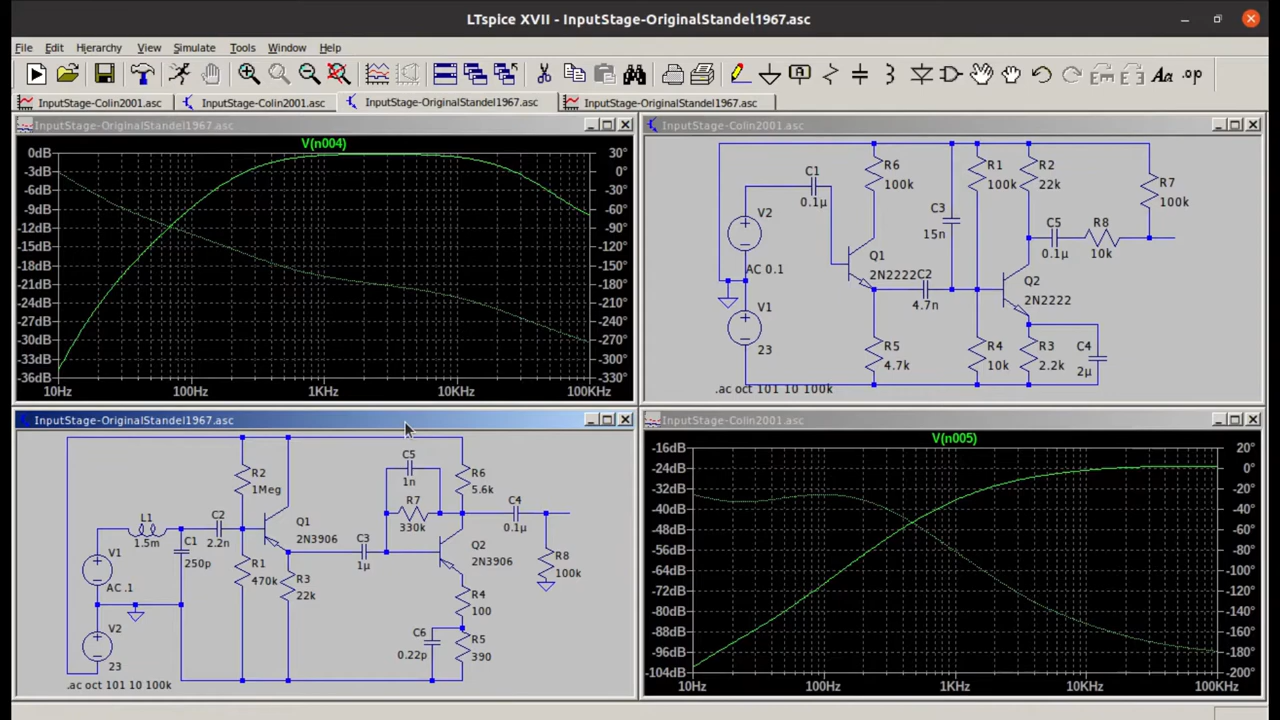 LTspice XVII - InputStage-OriginalStandel1967.asc
File Edit Hierarchy View Simulate Tools Window Help
InputStage-Colin2001.asc
InputStage-Colin2001.asc
InputStage-OriginalStandel1967.asc
InputStage-OriginalStandel1967.asc
InputStage-OriginalStandel1967.asc
V(n004)
0dB
-3dB
-6dB
-9dB
-12dB
-15dB
-18dB
-21dB
-24dB
-27dB
-30dB
-33dB
-36dB
30°
0°
-30°
-60°
-90°
-120°
-150°
-180°
-210°
-240°
-270°
-300°
-330°
10Hz 100Hz 1KHz 10KHz 100KHz
InputStage-Colin2001.asc
C1
0.1µ
R6
100k
R1
100k
R2
22k
R7
100k
V2
AC 0.1
C3
15n
C5
0.1µ
R8
10k
Q1
2N2222
C2
4.7n
Q2
2N2222
V1
23
R5
4.7k
R4
10k
R3
2.2k
C4
2µ
.ac oct 101 10 100k
InputStage-OriginalStandel1967.asc
R2
1Meg
C5
1n
R6
5.6k
R7
330k
C4
0.1µ
L1
1.5m
C2
2.2n
Q1
2N3906
C1
250p
V1
AC .1
C3
1µ
Q2
2N3906
R8
100k
R1
470k
R3
22k
R4
100
C6
0.22p
R5
390
V2
23
.ac oct 101 10 100k
InputStage-Colin2001.asc
V(n005)
-16dB
-24dB
-32dB
-40dB
-48dB
-56dB
-64dB
-72dB
-80dB
-88dB
-96dB
-104dB
20°
0°
-20°
-40°
-60°
-80°
-100°
-120°
-140°
-160°
-180°
-200°
10Hz 100Hz 1KHz 10KHz 100KHz